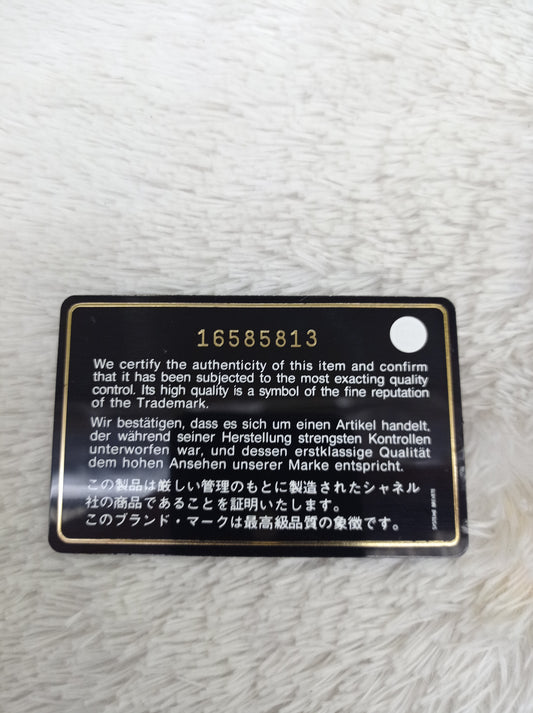 16585813
We certify the authenticity of this item and confirm
that it has been subjected to the most exacting quality
control. Its high quality is a symbol of the fine reputation
of the Trademark.
Wir bestätigen, dass es sich um einen Artikel handelt,
der während seiner Herstellung strengsten Kontrollen
unterworfen war, und dessen erstklassige Qualität
dem hohen Ansehen unserer Marke entspricht.
この製品は厳しい管理のもとに製造されたシャネル
社の商品であることを証明いたします。
このブランド・マークは最高級品質の象徴です。